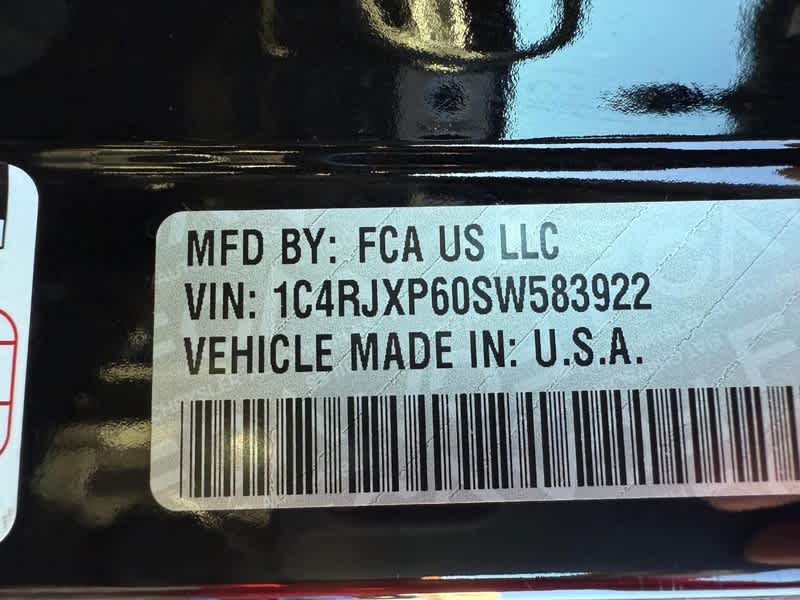 MFD BY: FCA US LLC
VIN: 1C4RJXP60SW583922
VEHICLE MADE IN: U.S.A.